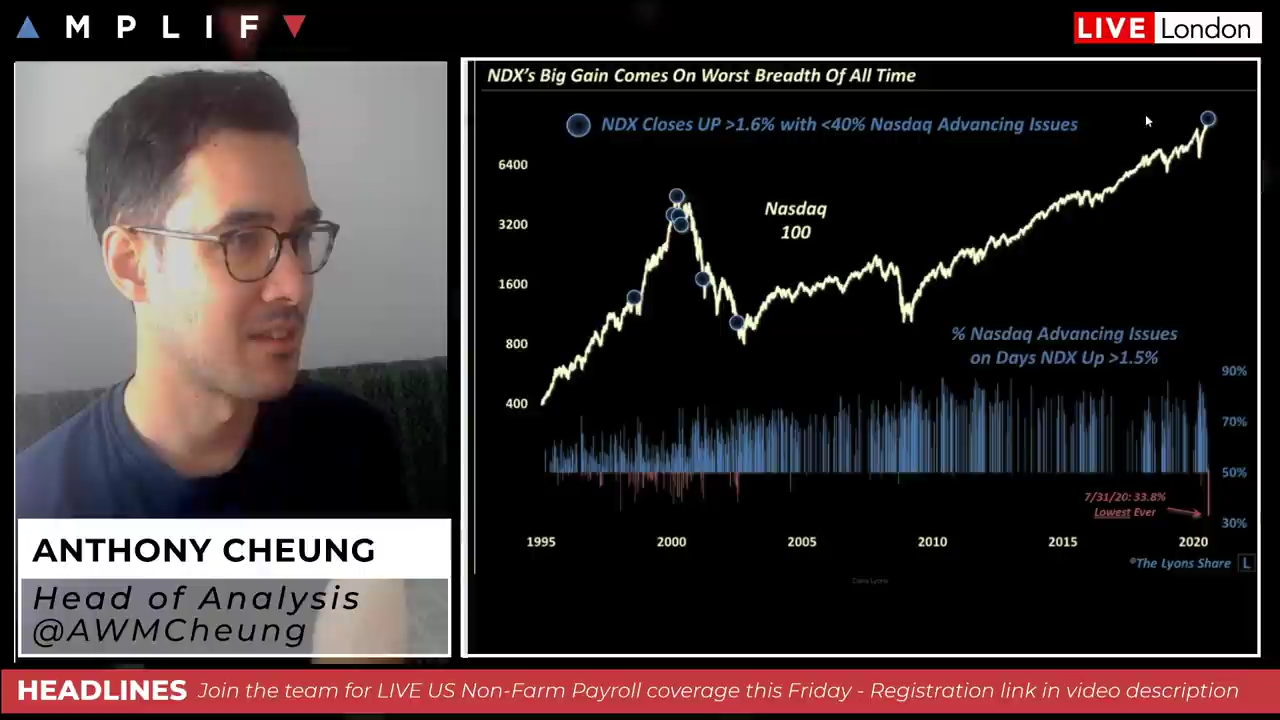 ▲ M P L I F ▼
LIVE London
NDX's Big Gain Comes On Worst Breadth Of All Time
NDX Closes UP >1.6% with <40% Nasdaq Advancing Issues
6400
3200
1600
800
400
Nasdaq
100
% Nasdaq Advancing Issues
on Days NDX Up >1.5%
90%
70%
50%
30%
7/31/20: 33.8%
Lowest Ever
1995 2000 2005 2010 2015 2020
©The Lyons Share L
Dana Lyons
ANTHONY CHEUNG
Head of Analysis
@AWMCheung
HEADLINES Join the team for LIVE US Non-Farm Payroll coverage this Friday - Registration link in video description